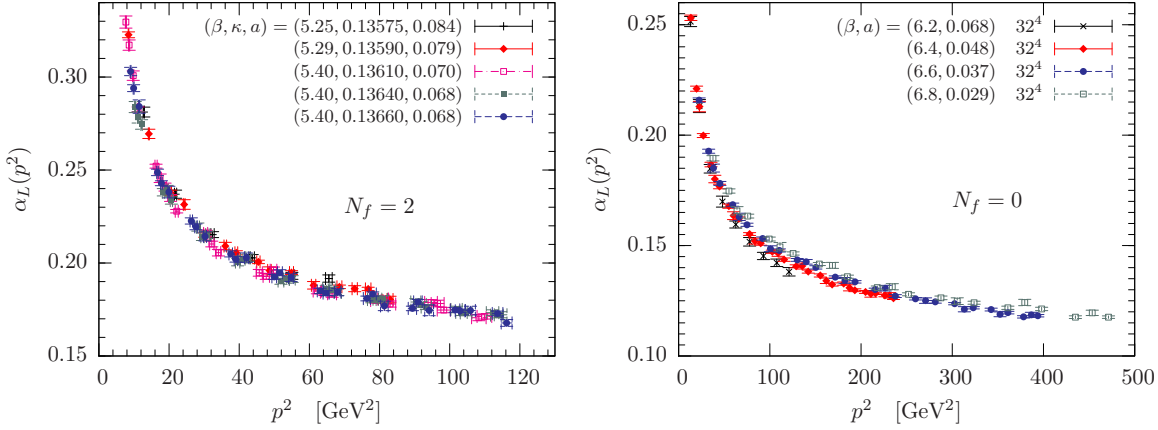 (β, κ, a) = (5.25, 0.13575, 0.084)
(5.29, 0.13590, 0.079)
(5.40, 0.13610, 0.070)
(5.40, 0.13640, 0.068)
(5.40, 0.13660, 0.068)
N_f = 2
α_L(p²)
0.30
0.25
0.20
0.15
0 20 40 60 80 100 120
p² [GeV²]
(β, a) = (6.2, 0.068) 32⁴
(6.4, 0.048) 32⁴
(6.6, 0.037) 32⁴
(6.8, 0.029) 32⁴
N_f = 0
α_L(p²)
0.25
0.20
0.15
0.10
0 100 200 300 400 500
p² [GeV²]